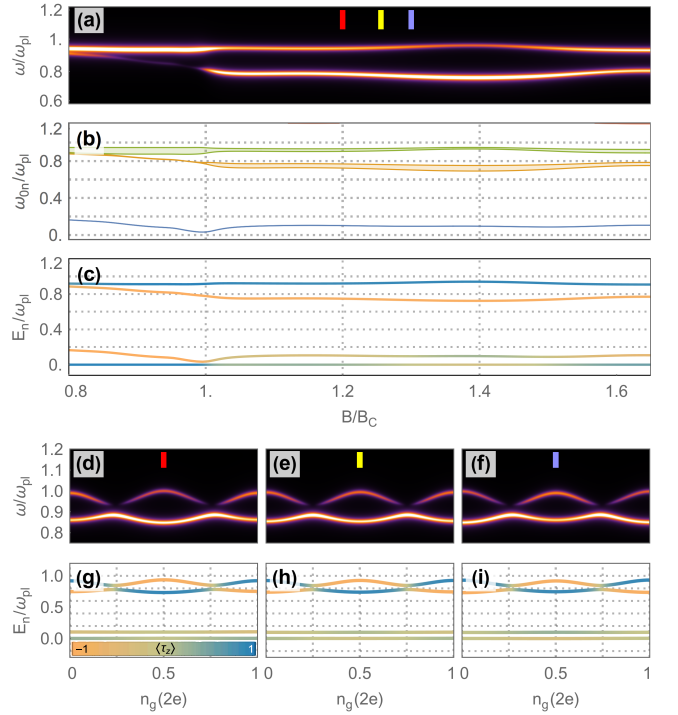 (a)
1.2
1.
0.8
0.6
ω/ω_pl
(b)
1.2
0.8
0.4
0.
ω_0n/ω_pl
(c)
1.2
0.8
0.4
0.
E_n/ω_pl
0.8 1. 1.2 1.4 1.6
B/B_C
(d) (e) (f)
1.2
1.1
1.0
0.9
0.8
ω/ω_pl
(g) (h) (i)
1.0
0.5
0.0
E_n/ω_pl
−1 ⟨τ_z⟩ 1
0 0.5 1 0 0.5 1 0 0.5 1
n_g(2e) n_g(2e) n_g(2e)